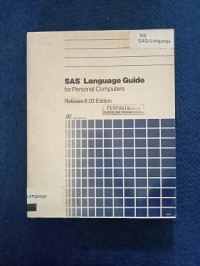 SAS/Language
SAS® Language Guide
for Personal Computers
Release 6.03 Edition
Language